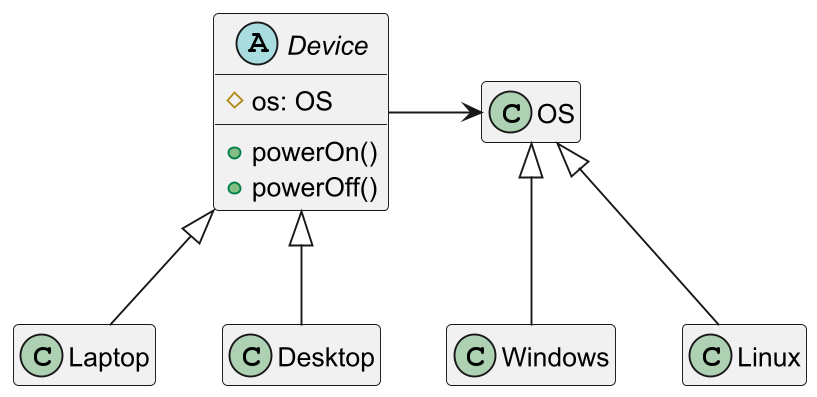 A Device
os: OS
powerOn()
powerOff()
C OS
C Laptop
C Desktop
C Windows
C Linux